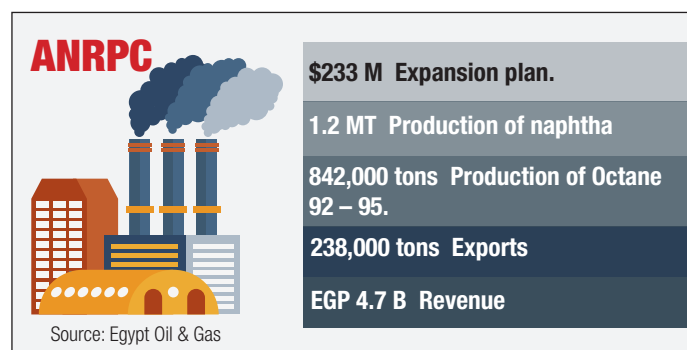 ANRPC
$233 M Expansion plan.
1.2 MT Production of naphtha
842,000 tons Production of Octane
92 – 95.
238,000 tons Exports
EGP 4.7 B Revenue
Source: Egypt Oil & Gas